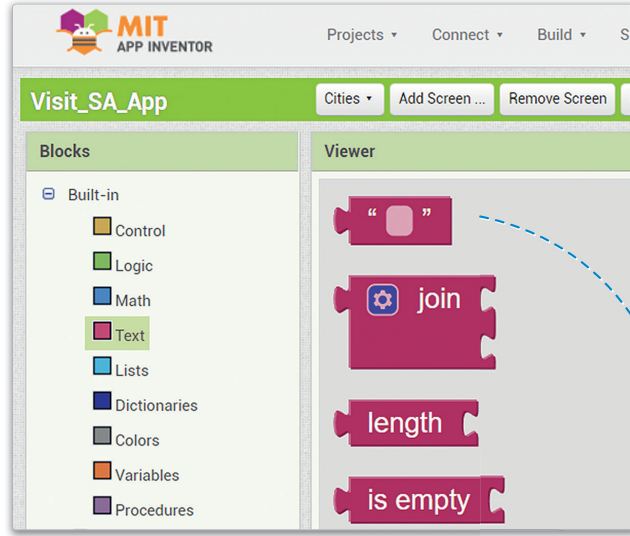 MIT
APP INVENTOR
Projects Connect Build S
Visit_SA_App
Cities Add Screen ... Remove Screen
Blocks
Viewer
Built-in
Control
Logic
Math
Text
Lists
Dictionaries
Colors
Variables
Procedures
“ ”
join
length
is empty